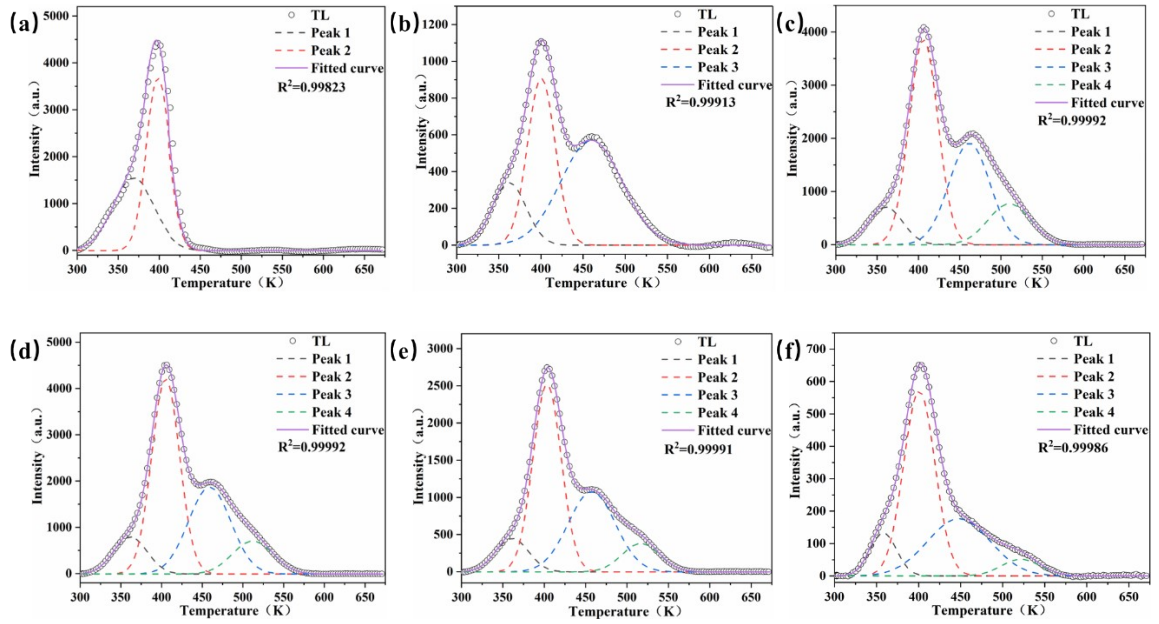 (a)
5000
4000
3000
2000
1000
0
Intensity (a.u.)
300 350 400 450 500 550 600 650
Temperature（K）
TL
Peak 1
Peak 2
Fitted curve
R²=0.99823
(b)
1200
1000
800
600
400
200
0
Intensity (a.u.)
300 350 400 450 500 550 600 650
Temperature（K）
TL
Peak 1
Peak 2
Peak 3
Fitted curve
R²=0.99913
(c)
4000
3000
2000
1000
0
Intensity (a.u.)
300 350 400 450 500 550 600 650
Temperature（K）
TL
Peak 1
Peak 2
Peak 3
Peak 4
Fitted curve
R²=0.99992
(d)
5000
4000
3000
2000
1000
0
Intensity (a.u.)
300 350 400 450 500 550 600 650
Temperature（K）
TL
Peak 1
Peak 2
Peak 3
Peak 4
Fitted curve
R²=0.99992
(e)
3000
2500
2000
1500
1000
500
0
Intensity (a.u.)
300 350 400 450 500 550 600 650
Temperature（K）
TL
Peak 1
Peak 2
Peak 3
Peak 4
Fitted curve
R²=0.99991
(f)
700
600
500
400
300
200
100
0
Intensity (a.u.)
300 350 400 450 500 550 600 650
Temperature（K）
TL
Peak 1
Peak 2
Peak 3
Peak 4
Fitted curve
R²=0.99986